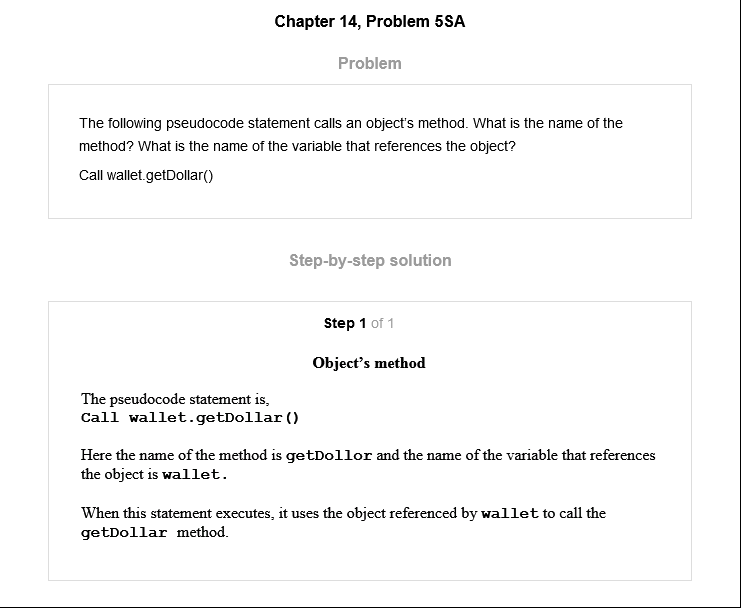 Chapter 14, Problem 5SA
Problem
The following pseudocode statement calls an object's method. What is the name of the
method? What is the name of the variable that references the object?
Call wallet.getDollar()
Step-by-step solution
Step 1 of 1
Object’s method
The pseudocode statement is,
Call wallet.getDollar()
Here the name of the method is getDollor and the name of the variable that references
the object is wallet.
When this statement executes, it uses the object referenced by wallet to call the
getDollar method.